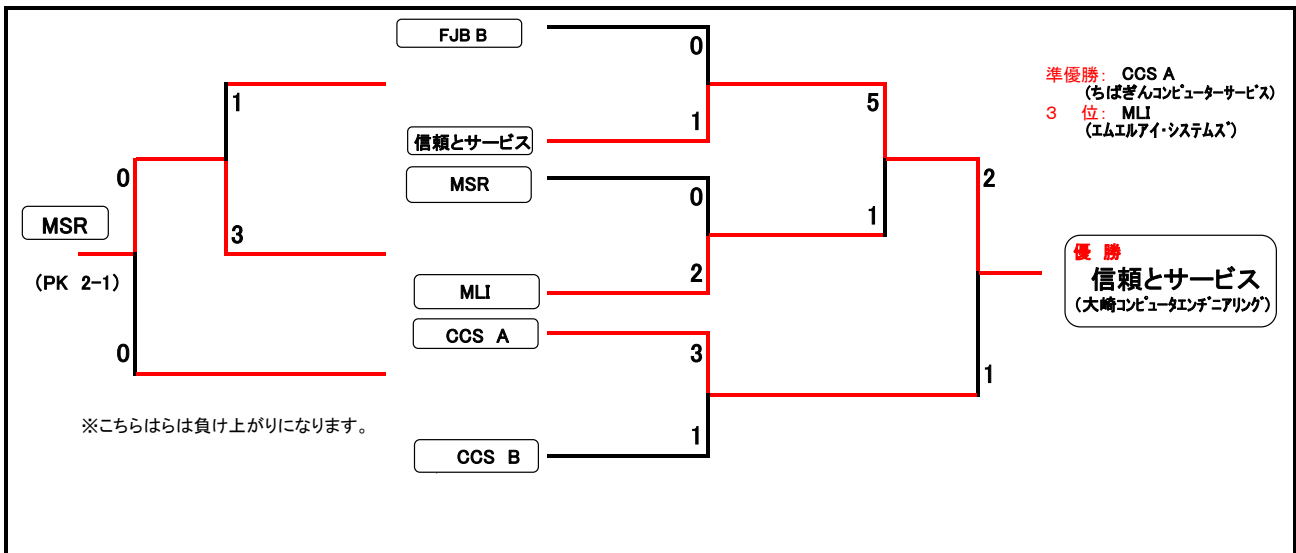 FJB B
0
準優勝： CCS A
(ちばぎんコンピューターサービス)
1
5
3　位： MLI
(エムエルアイ・システムズ)
1
信頼とサービス
0
MSR
0
2
1
MSR
3
優 勝
信頼とサービス
(大崎コンピュータエンヂニアリング)
(PK 2-1)
2
MLI
CCS A
0
3
1
※こちらはらは負け上がりになります。
1
CCS B